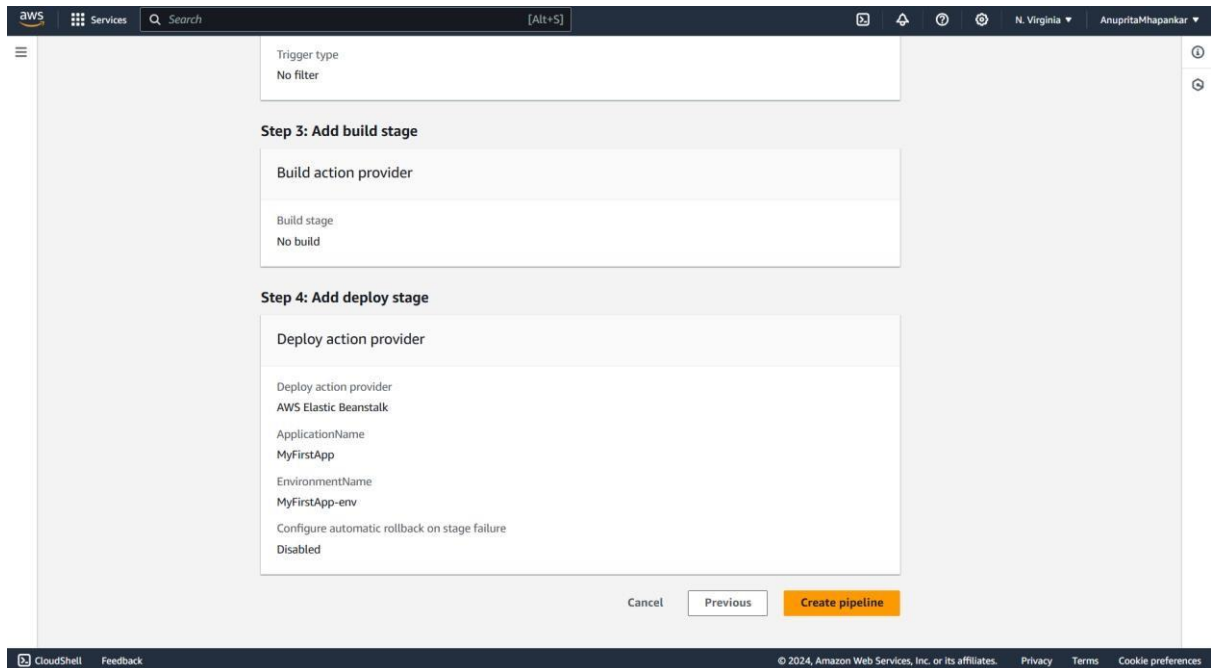 aws
Services
Search
[Alt+S]
N. Virginia
AnupritaMhapankar
Trigger type
No filter
Step 3: Add build stage
Build action provider
Build stage
No build
Step 4: Add deploy stage
Deploy action provider
Deploy action provider
AWS Elastic Beanstalk
ApplicationName
MyFirstApp
EnvironmentName
MyFirstApp-env
Configure automatic rollback on stage failure
Disabled
Cancel
Previous
Create pipeline
CloudShell
Feedback
© 2024, Amazon Web Services, Inc. or its affiliates.
Privacy
Terms
Cookie preferences